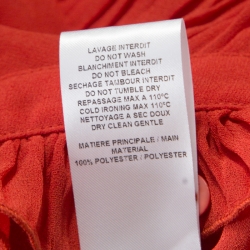 LAVAGE INTERDIT
DO NOT WASH
BLANCHIMENT INTERDIT
DO NOT BLEACH
SECHAGE TAMBOUR INTERDIT
DO NOT TUMBLE DRY
REPASSAGE MAX A 110°C
COLD IRONING MAX A 110°C
NETTOYAGE A SEC DOUX
DRY CLEAN GENTLE
MATIERE PRINCIPALE / MAIN
MATERIAL
100% POLYESTER / POLYESTER